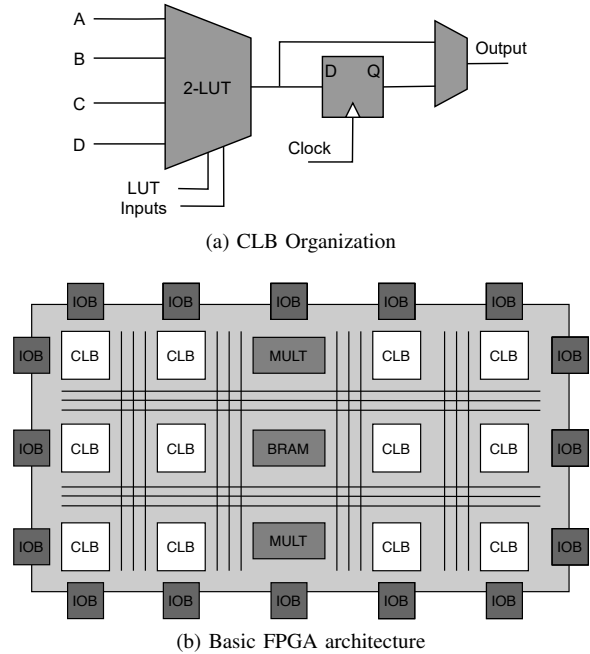 A
B
C
D
2-LUT
D Q
Output
Clock
LUT
Inputs
(a) CLB Organization
IOB IOB IOB IOB IOB
IOB CLB CLB MULT CLB CLB IOB
IOB CLB CLB BRAM CLB CLB IOB
IOB CLB CLB MULT CLB CLB IOB
IOB IOB IOB IOB IOB
(b) Basic FPGA architecture